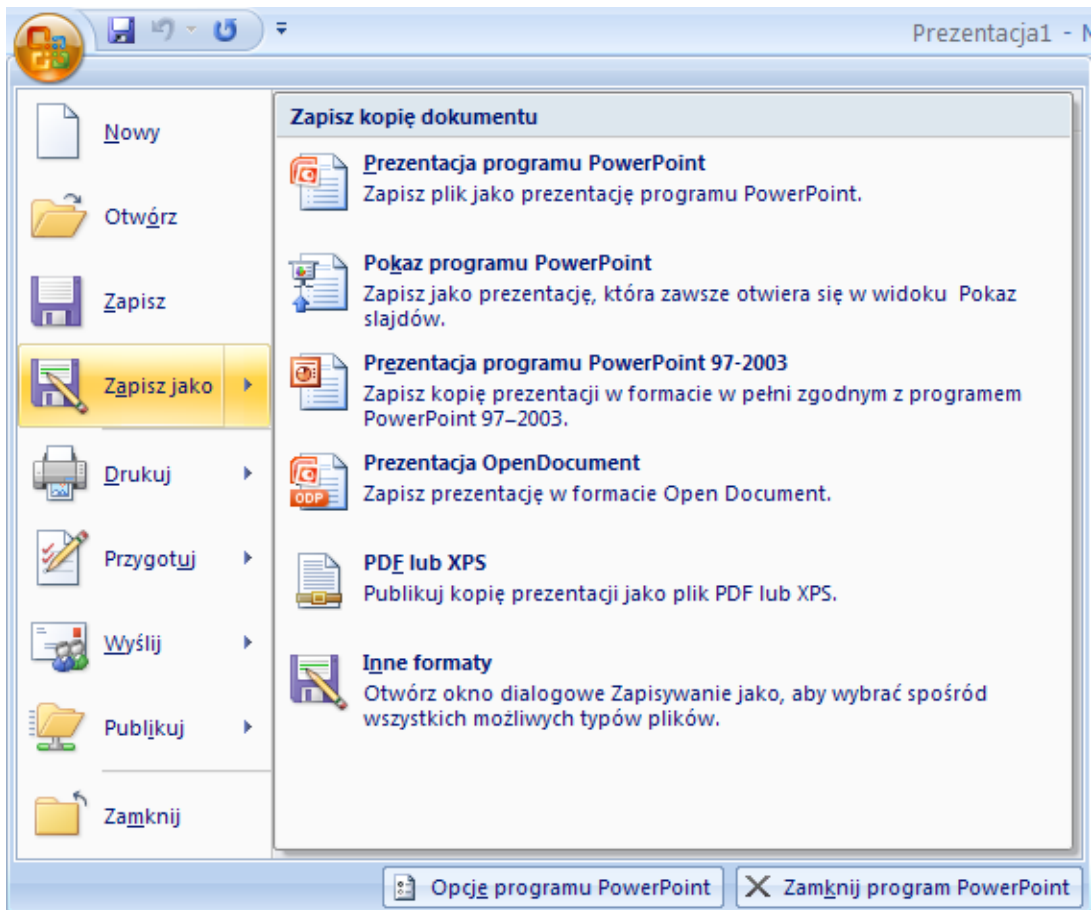 Prezentacja1 - N
Nowy
Otwórz
Zapisz
Zapisz jako
Drukuj
Przygotuj
Wyślij
Publikuj
Zamknij
Zapisz kopię dokumentu
Prezentacja programu PowerPoint
Zapisz plik jako prezentację programu PowerPoint.
Pokaz programu PowerPoint
Zapisz jako prezentację, która zawsze otwiera się w widoku Pokaz
slajdów.
Prezentacja programu PowerPoint 97-2003
Zapisz kopię prezentacji w formacie w pełni zgodnym z programem
PowerPoint 97–2003.
Prezentacja OpenDocument
ODP
Zapisz prezentację w formacie Open Document.
PDF lub XPS
Publikuj kopię prezentacji jako plik PDF lub XPS.
Inne formaty
Otwórz okno dialogowe Zapisywanie jako, aby wybrać spośród
wszystkich możliwych typów plików.
Opcje programu PowerPoint
Zamknij program PowerPoint